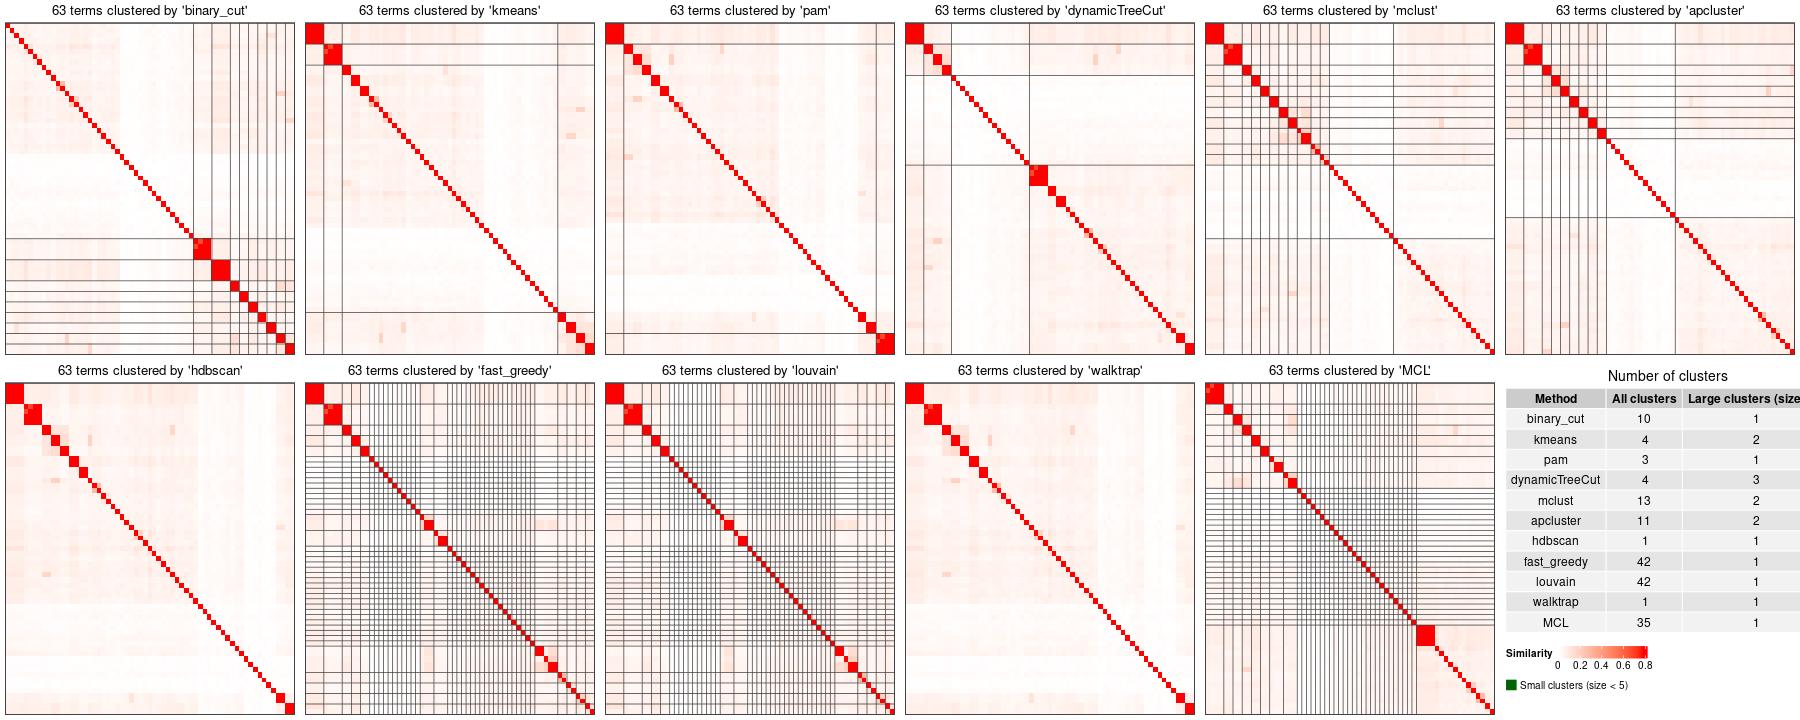 63 terms clustered by 'binary_cut'
63 terms clustered by 'kmeans'
63 terms clustered by 'pam'
63 terms clustered by 'dynamicTreeCut'
63 terms clustered by 'mclust'
63 terms clustered by 'apcluster'
63 terms clustered by 'hdbscan'
63 terms clustered by 'fast_greedy'
63 terms clustered by 'louvain'
63 terms clustered by 'walktrap'
63 terms clustered by 'MCL'
Number of clusters
Method All clusters Large clusters (size
binary_cut 10 1
kmeans 4 2
pam 3 1
dynamicTreeCut 4 3
mclust 13 2
apcluster 11 2
hdbscan 1 1
fast_greedy 42 1
louvain 42 1
walktrap 1 1
MCL 35 1
Similarity
0 0.2 0.4 0.6 0.8
Small clusters (size < 5)